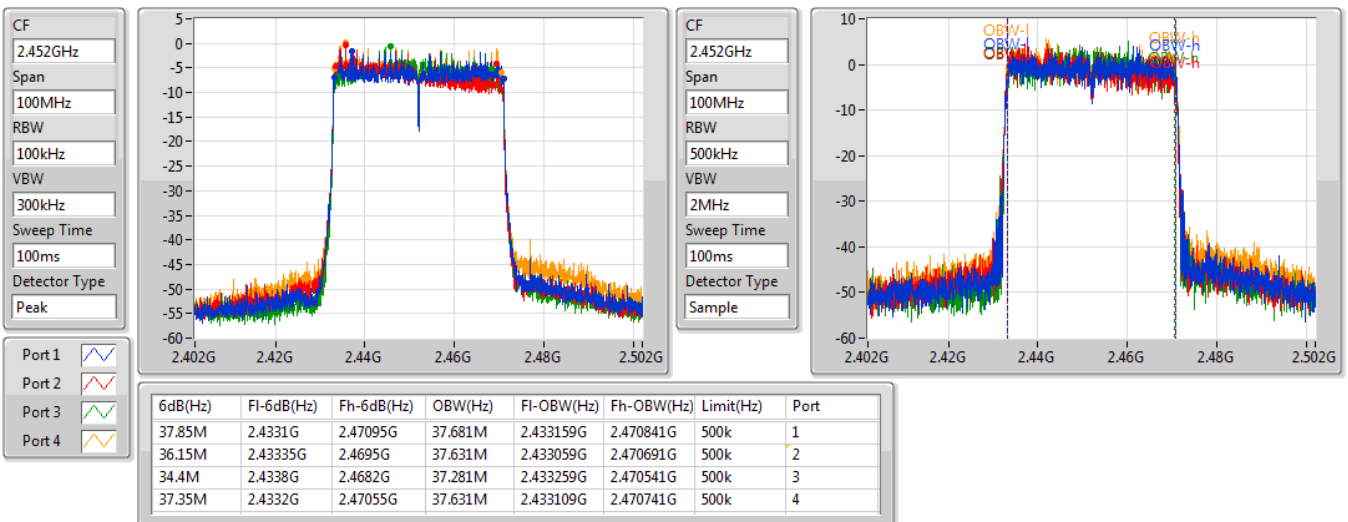 CF
2.452GHz
Span
100MHz
RBW
100kHz
VBW
300kHz
Sweep Time
100ms
Detector Type
Peak
5
0
-5
-10
-15
-20
-25
-30
-35
-40
-45
-50
-55
-60
2.402G 2.42G 2.44G 2.46G 2.48G 2.502G
CF
2.452GHz
Span
100MHz
RBW
500kHz
VBW
2MHz
Sweep Time
100ms
Detector Type
Sample
10
0
-10
-20
-30
-40
-50
-60
OBW-l
OBW-l
OBW-h
OBW-h
OBW-h
2.402G 2.42G 2.44G 2.46G 2.48G 2.502G
Port 1
Port 2
Port 3
Port 4
6dB(Hz) Fl-6dB(Hz) Fh-6dB(Hz) OBW(Hz) Fl-OBW(Hz) Fh-OBW(Hz) Limit(Hz) Port
37.85M 2.4331G 2.47095G 37.681M 2.433159G 2.470841G 500k 1
36.15M 2.43335G 2.4695G 37.631M 2.433059G 2.470691G 500k 2
34.4M 2.4338G 2.4682G 37.281M 2.433259G 2.470541G 500k 3
37.35M 2.4332G 2.47055G 37.631M 2.433109G 2.470741G 500k 4